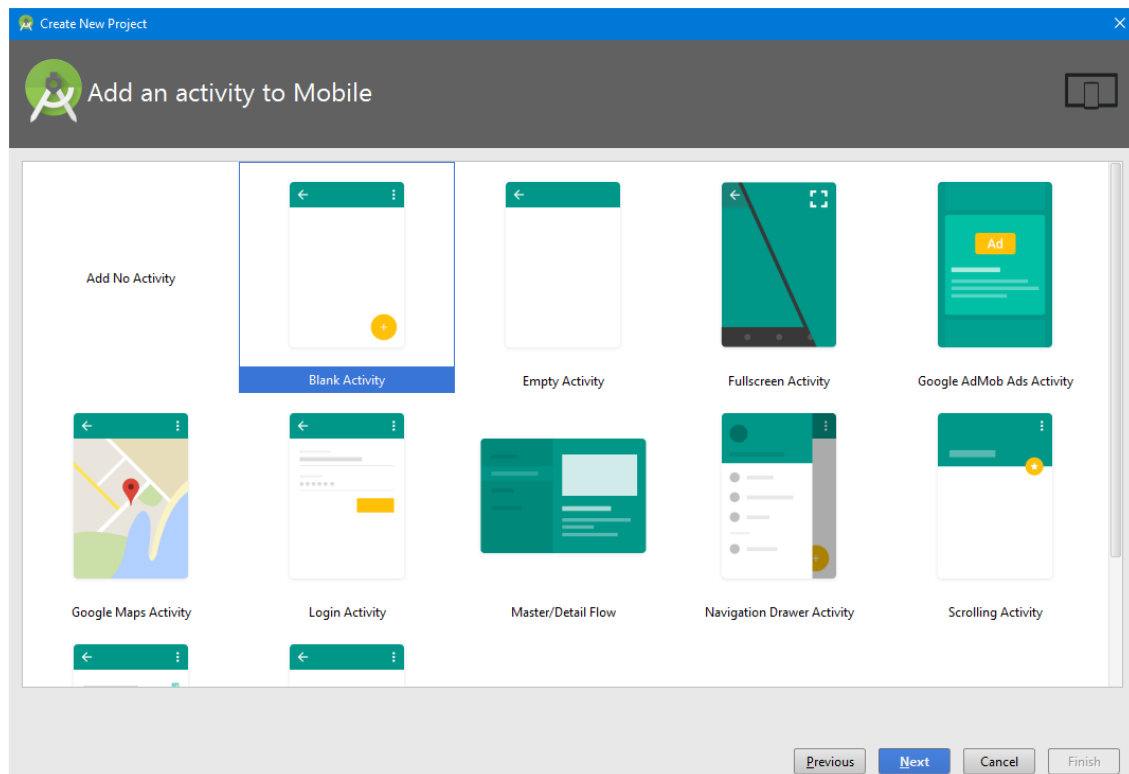 Create New Project
Add an activity to Mobile
Add No Activity
Blank Activity
Empty Activity
Fullscreen Activity
Ad
Google AdMob Ads Activity
Google Maps Activity
Login Activity
Master/Detail Flow
Navigation Drawer Activity
Scrolling Activity
Previous
Next
Cancel
Finish